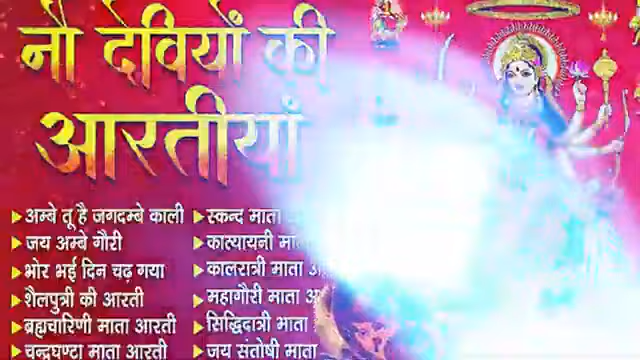 नौ देवियों की
आरतीयां
अम्बे तू है जगदम्बे काली
जय अम्बे गौरी
भोर भई दिन चढ़ गया
शैलपुत्री की आरती
ब्रह्मचारिणी माता आरती
चन्द्रघण्टा माता आरती
स्कन्द माता
कात्यायनी
कालरात्री माता
महागौरी माता
सिद्धिदात्री भाता
जय संतोषी माता